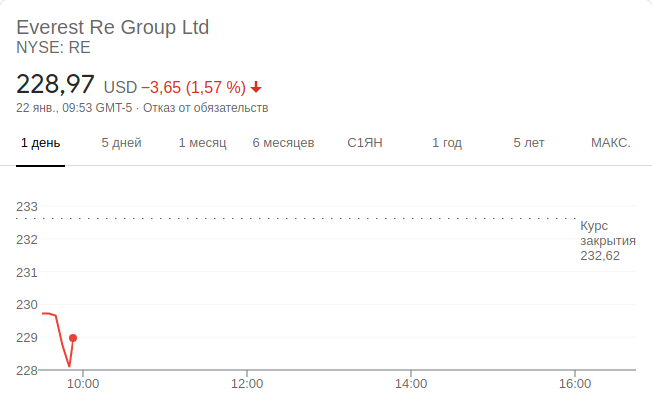 Everest Re Group Ltd
NYSE: RE
228,97 USD −3,65 (1,57 %)
22 янв., 09:53 GMT-5 · Отказ от обязательств
1 день 5 дней 1 месяц 6 месяцев С1ЯН 1 год 5 лет МАКС.
233
Курс
закрытия
232,62
232
231
230
229
228
10:00 12:00 14:00 16:00